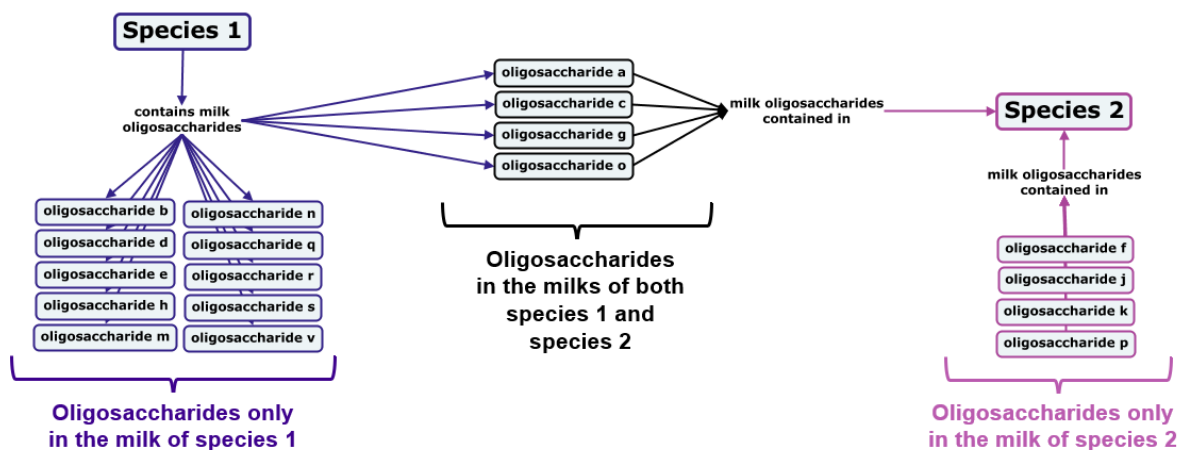 Species 1
contains milk
oligosaccharides
oligosaccharide b
oligosaccharide d
oligosaccharide e
oligosaccharide h
oligosaccharide m
oligosaccharide n
oligosaccharide q
oligosaccharide r
oligosaccharide s
oligosaccharide v
Oligosaccharides only
in the milk of species 1
oligosaccharide a
oligosaccharide c
oligosaccharide g
oligosaccharide o
Oligosaccharides
in the milks of both
species 1 and
species 2
milk oligosaccharides
contained in
Species 2
milk oligosaccharides
contained in
oligosaccharide f
oligosaccharide j
oligosaccharide k
oligosaccharide p
Oligosaccharides only
in the milk of species 2